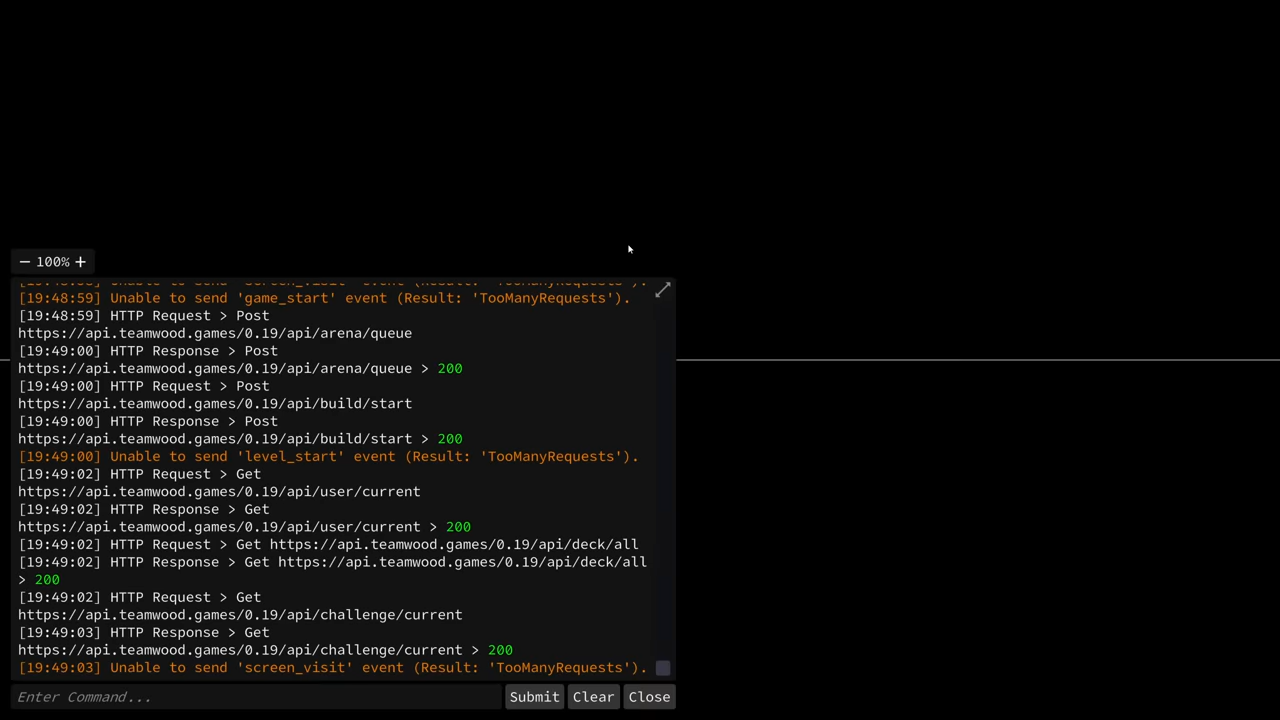 − 100% +
[19:48:59] Unable to send 'game_start' event (Result: 'TooManyRequests').
[19:48:59] HTTP Request > Post
https://api.teamwood.games/0.19/api/arena/queue
[19:49:00] HTTP Response > Post
https://api.teamwood.games/0.19/api/arena/queue > 200
[19:49:00] HTTP Request > Post
https://api.teamwood.games/0.19/api/build/start
[19:49:00] HTTP Response > Post
https://api.teamwood.games/0.19/api/build/start > 200
[19:49:00] Unable to send 'level_start' event (Result: 'TooManyRequests').
[19:49:02] HTTP Request > Get
https://api.teamwood.games/0.19/api/user/current
[19:49:02] HTTP Response > Get
https://api.teamwood.games/0.19/api/user/current > 200
[19:49:02] HTTP Request > Get https://api.teamwood.games/0.19/api/deck/all
[19:49:02] HTTP Response > Get https://api.teamwood.games/0.19/api/deck/all
> 200
[19:49:02] HTTP Request > Get
https://api.teamwood.games/0.19/api/challenge/current
[19:49:03] HTTP Response > Get
https://api.teamwood.games/0.19/api/challenge/current > 200
[19:49:03] Unable to send 'screen_visit' event (Result: 'TooManyRequests').
Enter Command... Submit Clear Close